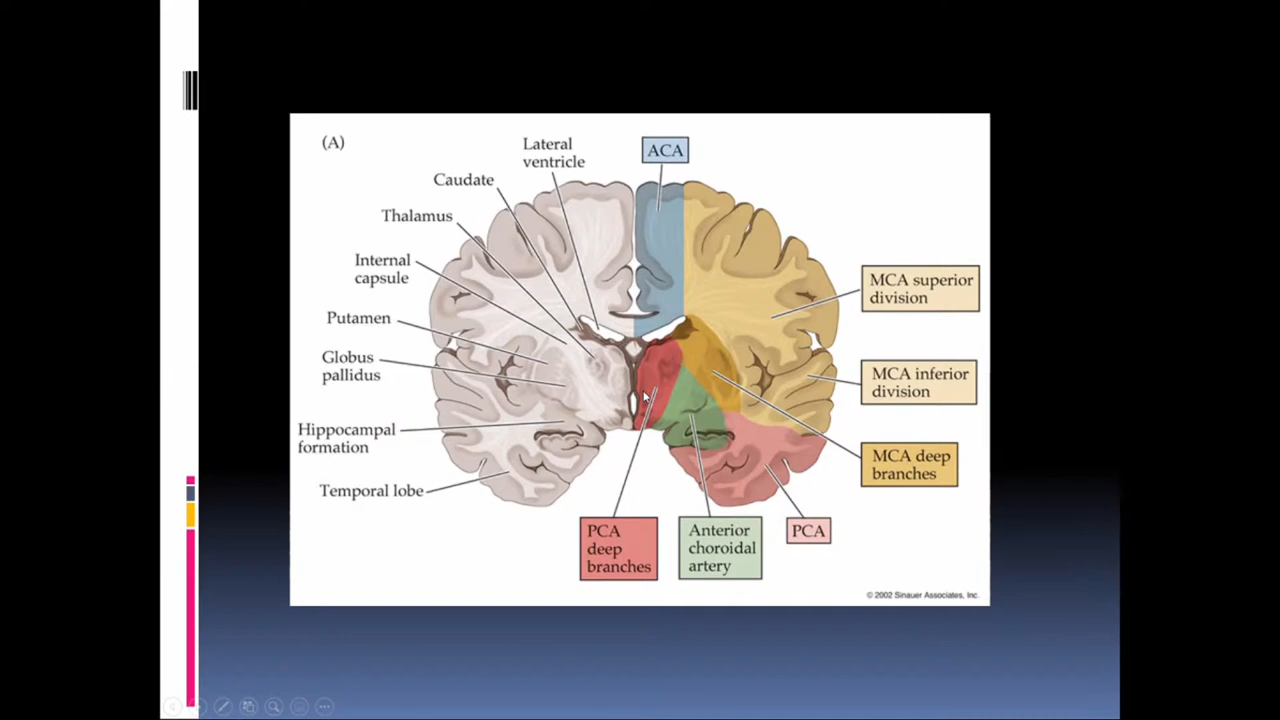 (A)
Lateral
ventricle
ACA
Caudate
Thalamus
Internal
capsule
MCA superior
division
Putamen
Globus
pallidus
MCA inferior
division
Hippocampal
formation
MCA deep
branches
Temporal lobe
PCA
deep
branches
Anterior
choroidal
artery
PCA
© 2002 Sinauer Associates, Inc.